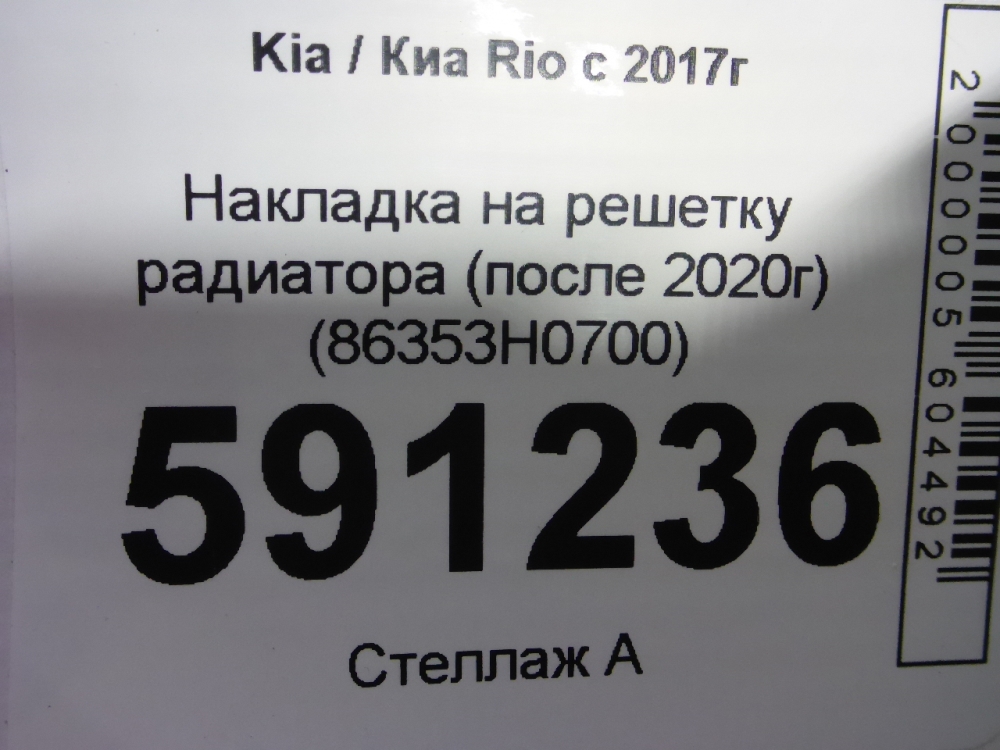 Kia / Киа Rio с 2017г
Накладка на решетку
радиатора (после 2020г)
(86353H0700)
591236
Стеллаж А
2000005604492